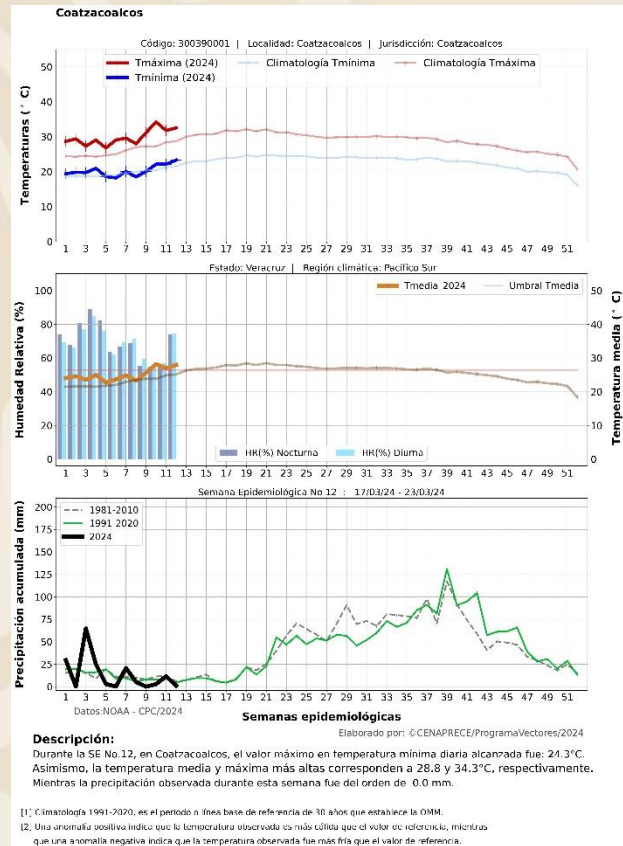 Coatzacoalcos
Código: 300390001 | Localidad: Coatzacoalcos | Jurisdicción: Coatzacoalcos
Tmáxima (2024)
Climatología Tmínima
Climatología Tmáxima
Tmínima (2024)
Temperaturas (° C)
50
40
30
20
10
0
1 3 5 7 9 11 13 15 17 19 21 23 25 27 29 31 33 35 37 39 41 43 45 47 49 51
Estado: Veracruz | Región climática: Pacífico Sur
Tmedia 2024
Umbral Tmedia
Humedad Relativa (%)
100
80
60
40
20
0
Temperatura media (° C)
50
40
30
20
10
0
HR(%) Nocturna
HR(%) Diurna
1 3 5 7 9 11 13 15 17 19 21 23 25 27 29 31 33 35 37 39 41 43 45 47 49 51
Semana Epidemiológica No 12 : 17/03/24 - 23/03/24
1981-2010
1991 2020
2024
Precipitación acumulada (mm)
200
175
150
125
100
75
50
25
0
1 3 5 7 9 11 13 15 17 19 21 23 25 27 29 31 33 35 37 39 41 43 45 47 49 51
Datos:NOAA - CPC/2024
Semanas epidemiológicas
Elaborado por: ©CENAPRECE/ProgramaVectores/2024
Descripción:
Durante la SE No.12, en Coatzacoalcos, el valor máximo en temperatura mínima diaria alcanzada fue: 24.3°C.
Asimismo, la temperatura media y máxima más altas corresponden a 28.8 y 34.3°C, respectivamente.
Mientras la precipitación observada durante esta semana fue del orden de 0.0 mm.
[1] Climatología 1991-2020, es el periodo o línea base de referencia de 30 años que establece la OMM.
[2] Una anomalía positiva indica que la temperatura observada es más cálida que el valor de referencia, mientras
que una anomalía negativa indica que la temperatura observada fue más fría que el valor de referencia.